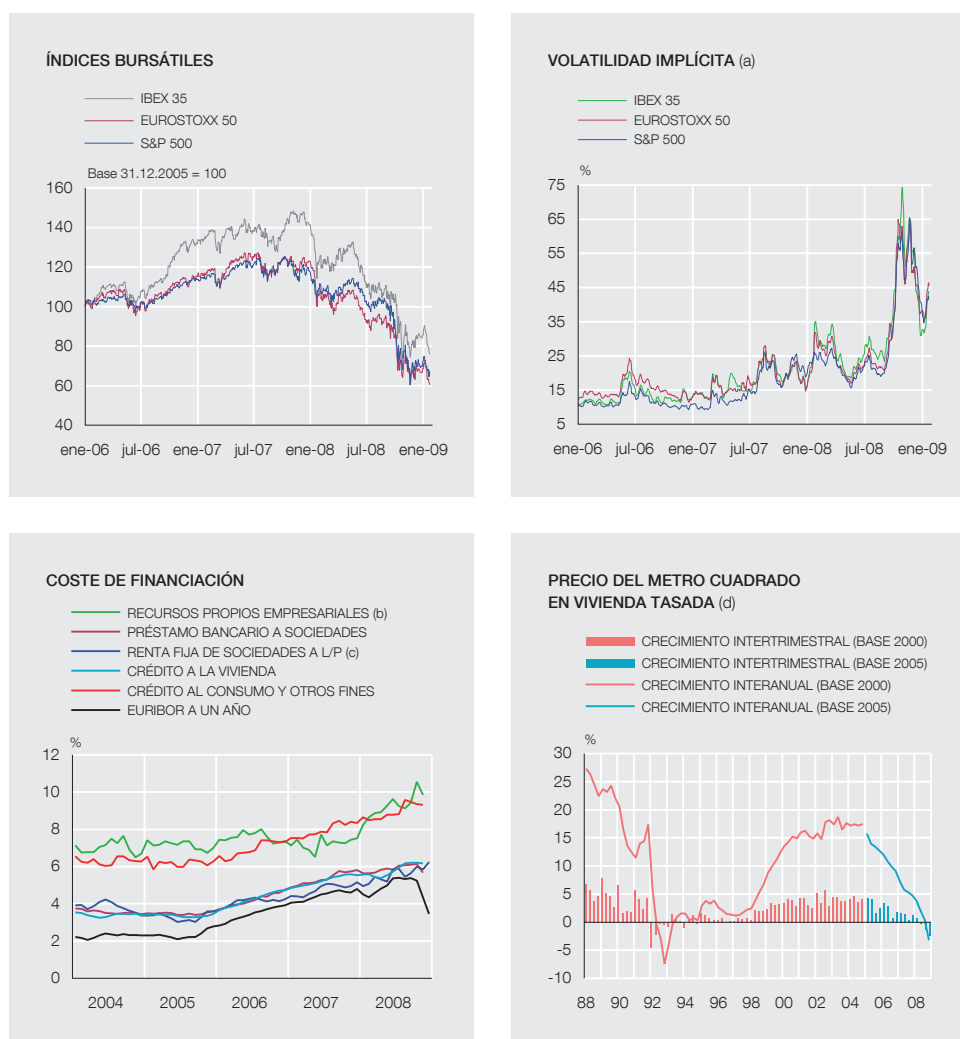 ÍNDICES BURSÁTILES
IBEX 35
EUROSTOXX 50
S&P 500
Base 31.12.2005 = 100
160
140
120
100
80
60
40
ene-06 jul-06 ene-07 jul-07 ene-08 jul-08 ene-09
VOLATILIDAD IMPLÍCITA (a)
IBEX 35
EUROSTOXX 50
S&P 500
%
75
65
55
45
35
25
15
5
ene-06 jul-06 ene-07 jul-07 ene-08 jul-08 ene-09
COSTE DE FINANCIACIÓN
RECURSOS PROPIOS EMPRESARIALES (b)
PRÉSTAMO BANCARIO A SOCIEDADES
RENTA FIJA DE SOCIEDADES A L/P (c)
CRÉDITO A LA VIVIENDA
CRÉDITO AL CONSUMO Y OTROS FINES
EURIBOR A UN AÑO
%
12
10
8
6
4
2
0
2004 2005 2006 2007 2008
PRECIO DEL METRO CUADRADO
EN VIVIENDA TASADA (d)
CRECIMIENTO INTERTRIMESTRAL (BASE 2000)
CRECIMIENTO INTERTRIMESTRAL (BASE 2005)
CRECIMIENTO INTERANUAL (BASE 2000)
CRECIMIENTO INTERANUAL (BASE 2005)
%
30
25
20
15
10
5
0
-5
-10
88 90 92 94 96 98 00 02 04 06 08